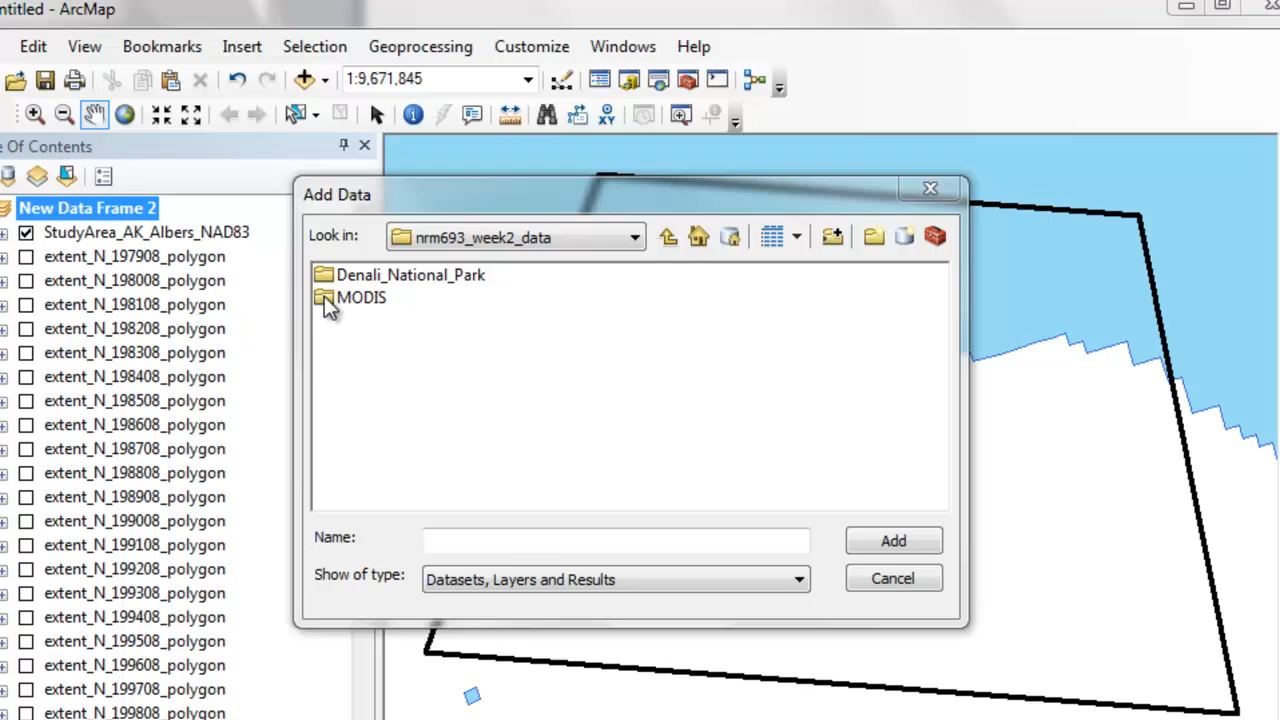 ntitled - ArcMap
Edit View Bookmarks Insert Selection Geoprocessing Customize Windows Help
1:9,671,845
e Of Contents
New Data Frame 2
StudyArea_AK_Albers_NAD83
extent_N_197908_polygon
extent_N_198008_polygon
extent_N_198108_polygon
extent_N_198208_polygon
extent_N_198308_polygon
extent_N_198408_polygon
extent_N_198508_polygon
extent_N_198608_polygon
extent_N_198708_polygon
extent_N_198808_polygon
extent_N_198908_polygon
extent_N_199008_polygon
extent_N_199108_polygon
extent_N_199208_polygon
extent_N_199308_polygon
extent_N_199408_polygon
extent_N_199508_polygon
extent_N_199608_polygon
extent_N_199708_polygon
extent_N_199808_polygon
Add Data
Look in: nrm693_week2_data
Denali_National_Park
MODIS
Name: Add
Show of type: Datasets, Layers and Results Cancel